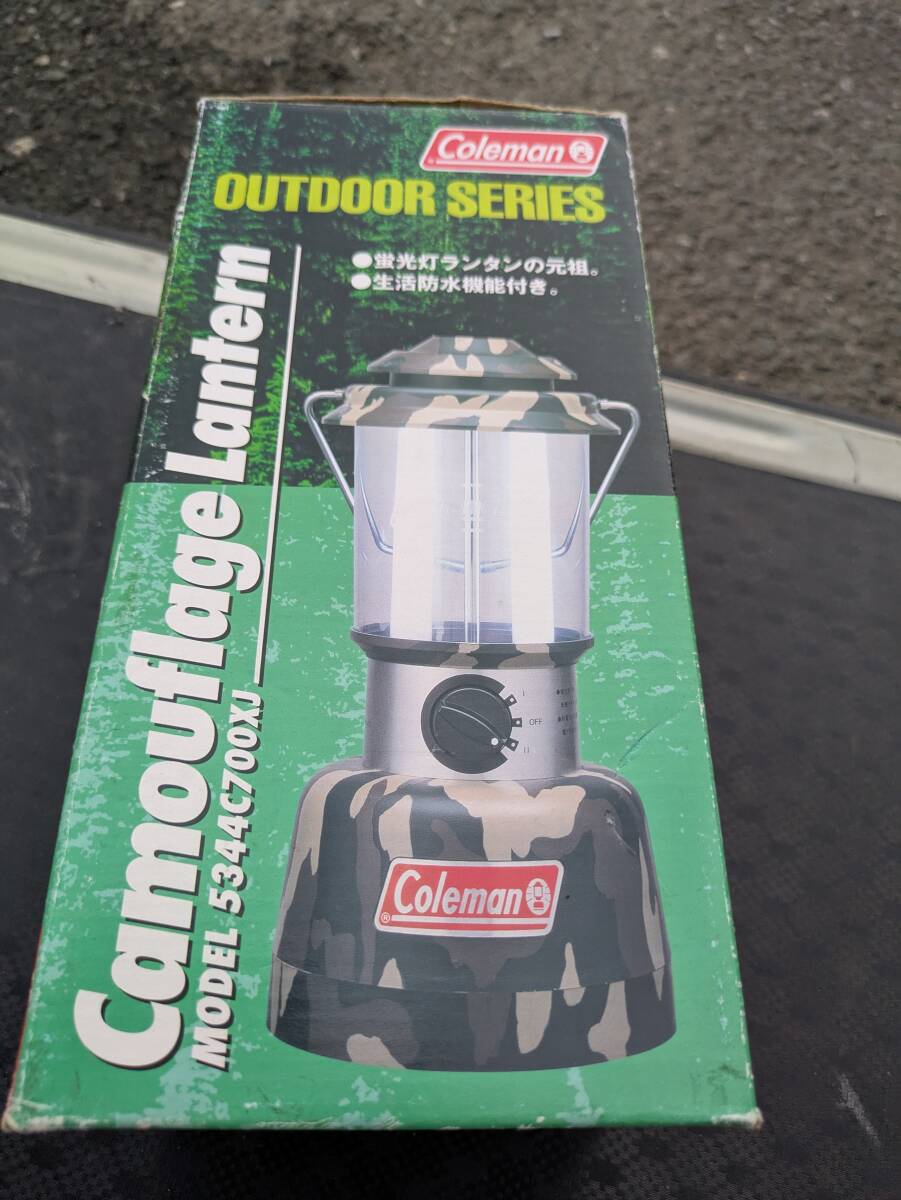 Coleman
OUTDOOR SERIES
●蛍光灯ランタンの元祖。
●生活防水機能付き。
Camouflage Lantern
MODEL 5344C700XJ
I
OFF
II
Coleman